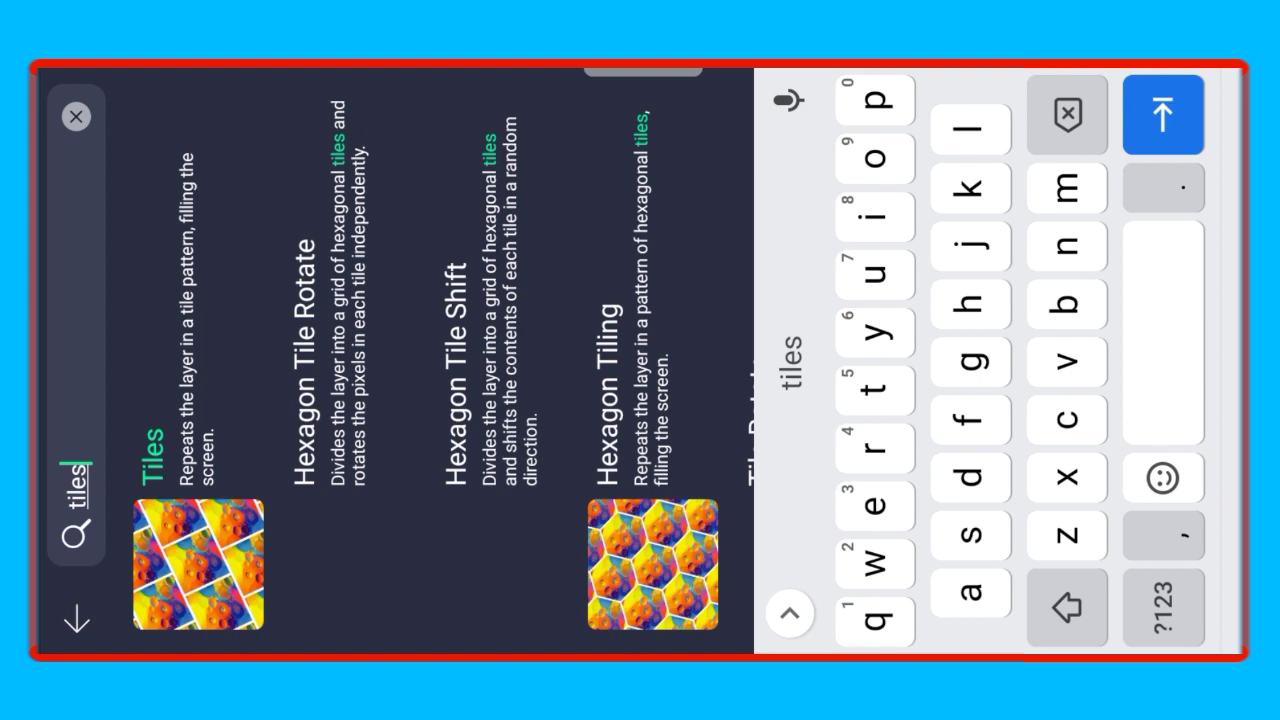 tiles
Tiles
Repeats the layer in a tile pattern, filling the
screen.
Hexagon Tile Rotate
Divides the layer into a grid of hexagonal tiles and
rotates the pixels in each tile independently.
Hexagon Tile Shift
Divides the layer into a grid of hexagonal tiles
and shifts the contents of each tile in a random
direction.
Hexagon Tiling
Repeats the layer in a pattern of hexagonal tiles,
filling the screen.
tiles
1 2 3 4 5 6 7 8 9 0
q w e r t y u i o p
a s d f g h j k l
z x c v b n m
?123 , .